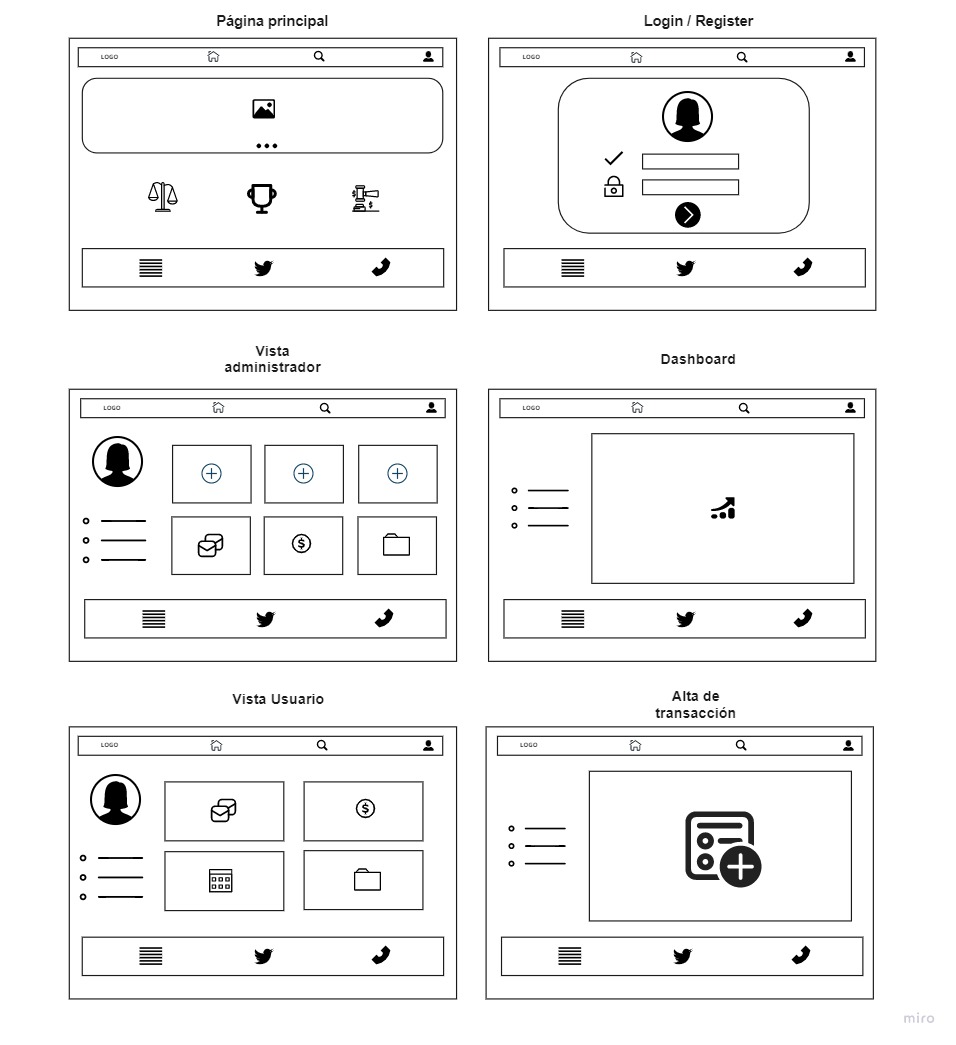 Página principal
Login / Register
LOGO
LOGO
Vista
administrador
Dashboard
LOGO
LOGO
Vista Usuario
Alta de
transacción
LOGO
LOGO
miro